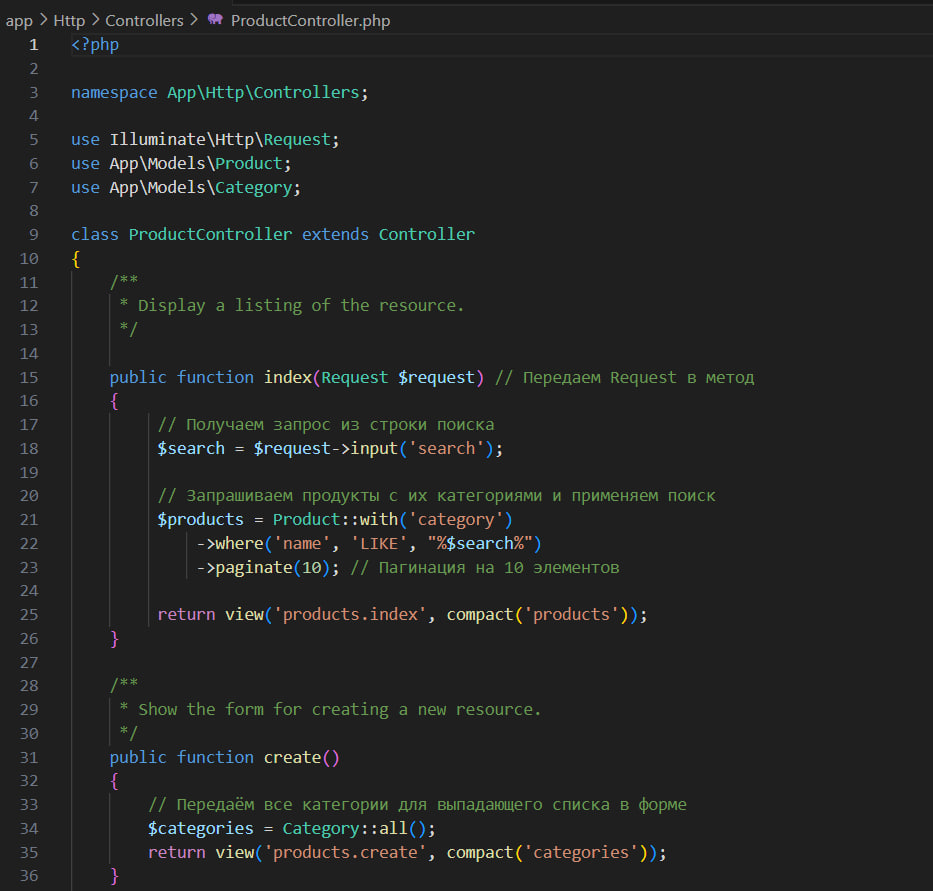 app > Http > Controllers > ProductController.php
1 <?php
2
3 namespace App\Http\Controllers;
4
5 use Illuminate\Http\Request;
6 use App\Models\Product;
7 use App\Models\Category;
8
9 class ProductController extends Controller
10 {
11     /**
12      * Display a listing of the resource.
13      */
14
15     public function index(Request $request) // Передаем Request в метод
16     {
17         // Получаем запрос из строки поиска
18         $search = $request->input('search');
19
20         // Запрашиваем продукты с их категориями и применяем поиск
21         $products = Product::with('category')
22             ->where('name', 'LIKE', "%$search%")
23             ->paginate(10); // Пагинация на 10 элементов
24
25         return view('products.index', compact('products'));
26     }
27
28     /**
29      * Show the form for creating a new resource.
30      */
31     public function create()
32     {
33         // Передаём все категории для выпадающего списка в форме
34         $categories = Category::all();
35         return view('products.create', compact('categories'));
36     }